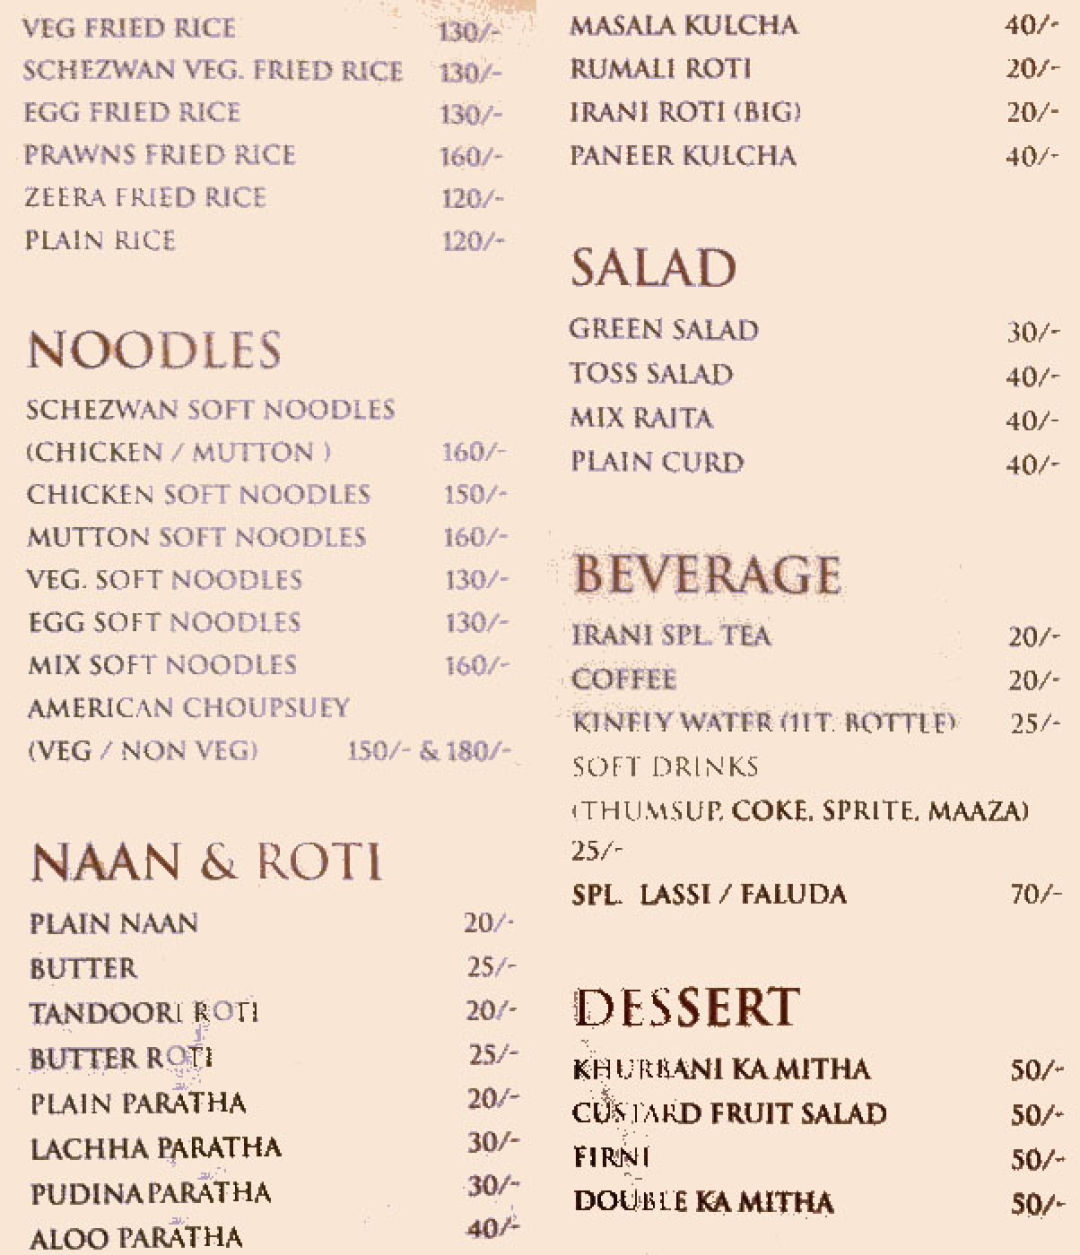 VEG FRIED RICE 130/-
SCHEZWAN VEG. FRIED RICE 130/-
EGG FRIED RICE 130/-
PRAWNS FRIED RICE 160/-
ZEERA FRIED RICE 120/-
PLAIN RICE 120/-
NOODLES
SCHEZWAN SOFT NOODLES
(CHICKEN / MUTTON ) 160/-
CHICKEN SOFT NOODLES 150/-
MUTTON SOFT NOODLES 160/-
VEG. SOFT NOODLES 130/-
EGG SOFT NOODLES 130/-
MIX SOFT NOODLES 160/-
AMERICAN CHOUPSUEY
(VEG / NON VEG) 150/- & 180/-
NAAN & ROTI
PLAIN NAAN 20/-
BUTTER 25/-
TANDOORI ROTI 20/-
BUTTER ROTI 25/-
PLAIN PARATHA 20/-
LACHHA PARATHA 30/-
PUDINA PARATHA 30/-
ALOO PARATHA 40/-
MASALA KULCHA 40/-
RUMALI ROTI 20/-
IRANI ROTI (BIG) 20/-
PANEER KULCHA 40/-
SALAD
GREEN SALAD 30/-
TOSS SALAD 40/-
MIX RAITA 40/-
PLAIN CURD 40/-
BEVERAGE
IRANI SPL. TEA 20/-
COFFEE 20/-
KINELY WATER (1LT. BOTTLE) 25/-
SOFT DRINKS
(THUMSUP, COKE, SPRITE, MAAZA)
25/-
SPL. LASSI / FALUDA 70/-
DESSERT
KHURBANI KA MITHA 50/-
CUSTARD FRUIT SALAD 50/-
FIRNI 50/-
DOUBLE KA MITHA 50/-